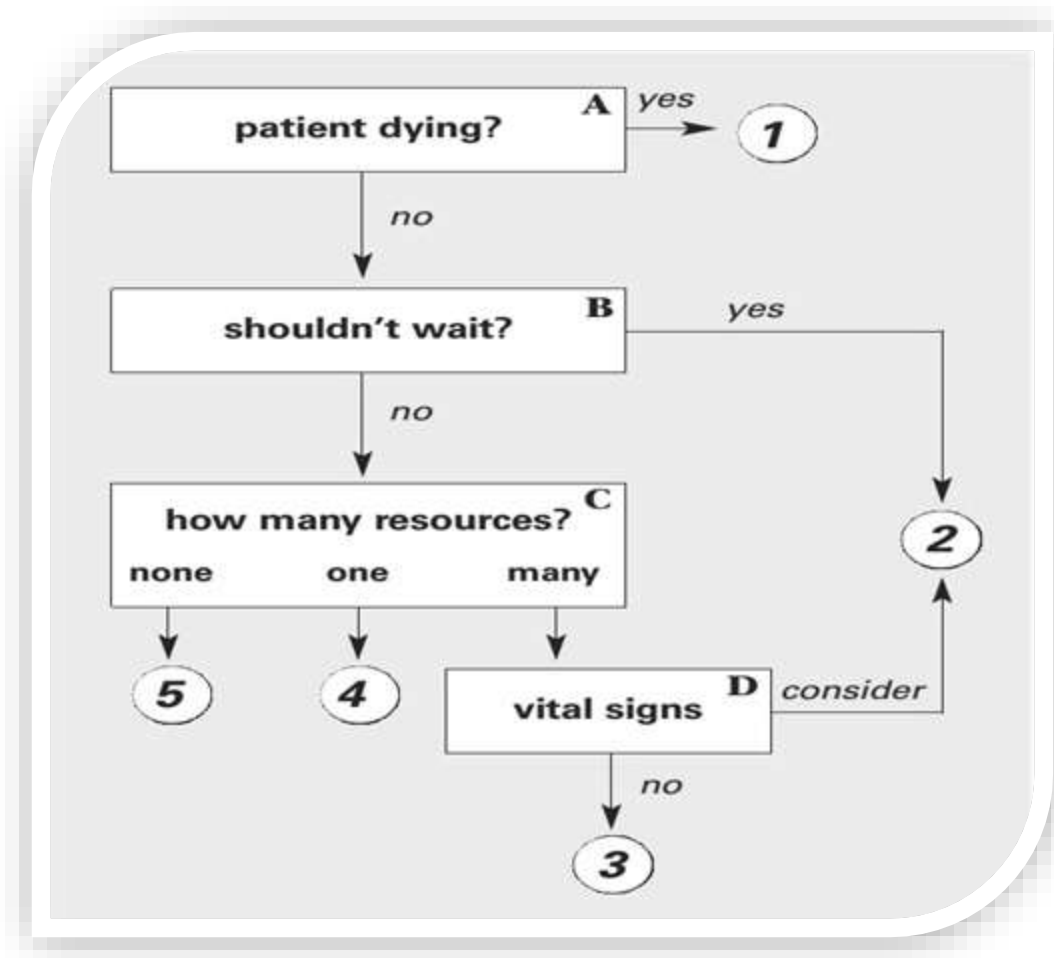 A
patient dying?
yes
1
no
B
shouldn't wait?
yes
no
C
how many resources?
none one many
2
5
4
D
vital signs
consider
no
3